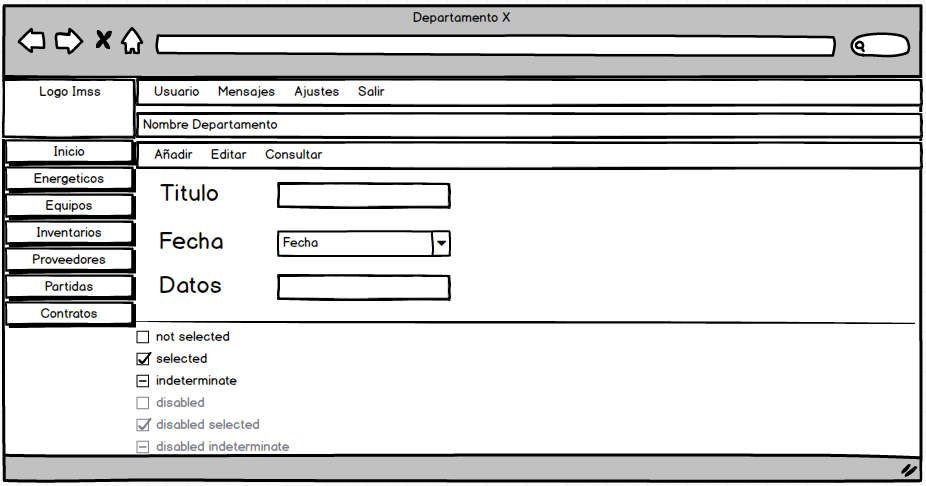 Departamento X
Logo Imss
Usuario Mensajes Ajustes Salir
Nombre Departamento
Inicio
Energeticos
Equipos
Inventarios
Proveedores
Partidas
Contratos
Añadir Editar Consultar
Titulo
Fecha Fecha
Datos
not selected
selected
indeterminate
disabled
disabled selected
disabled indeterminate